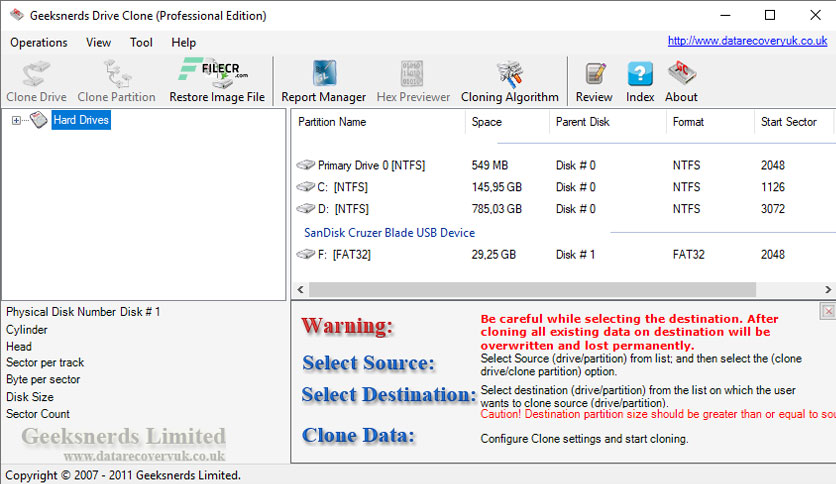 Geeksnerds Drive Clone (Professional Edition)
Operations View Tool Help http://www.datarecoveryuk.co.uk
FILECR .com
Clone Drive Clone Partition Restore Image File Report Manager Hex Previewer Cloning Algorithm Review Index About
Hard Drives
Partition Name Space Parent Disk Format Start Sector
Primary Drive 0 [NTFS] 549 MB Disk # 0 NTFS 2048
C: [NTFS] 145,95 GB Disk # 0 NTFS 1126
D: [NTFS] 785,03 GB Disk # 0 NTFS 3072
SanDisk Cruzer Blade USB Device
F: [FAT32] 29,25 GB Disk # 1 FAT32 2048
Physical Disk Number Disk # 1
Cylinder
Head
Sector per track
Byte per sector
Disk Size
Sector Count
Geeksnerds Limited
www.datarecoveryuk.co.uk
Warning:
Be careful while selecting the destination. After
cloning all existing data on destination will be
overwritten and lost permanently.
Select Source:
Select Source (drive/partition) from list; and then select the (clone
drive/clone partition) option.
Select Destination:
Select destination (drive/partition) from the list on which the user
wants to clone source (drive/partition).
Caution! Destination partition size should be greater than or equal to sou
Clone Data:
Configure Clone settings and start cloning.
Copyright © 2007 - 2011 Geeksnerds Limited.